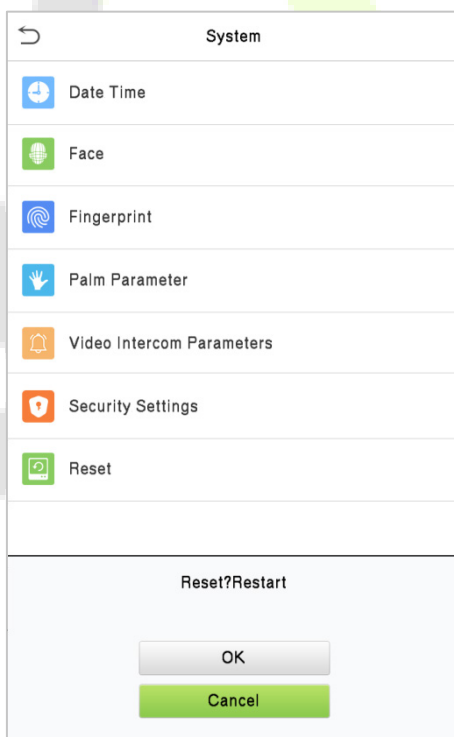 System
Date Time
Face
Fingerprint
Palm Parameter
Video Intercom Parameters
Security Settings
Reset
Reset?Restart
OK
Cancel